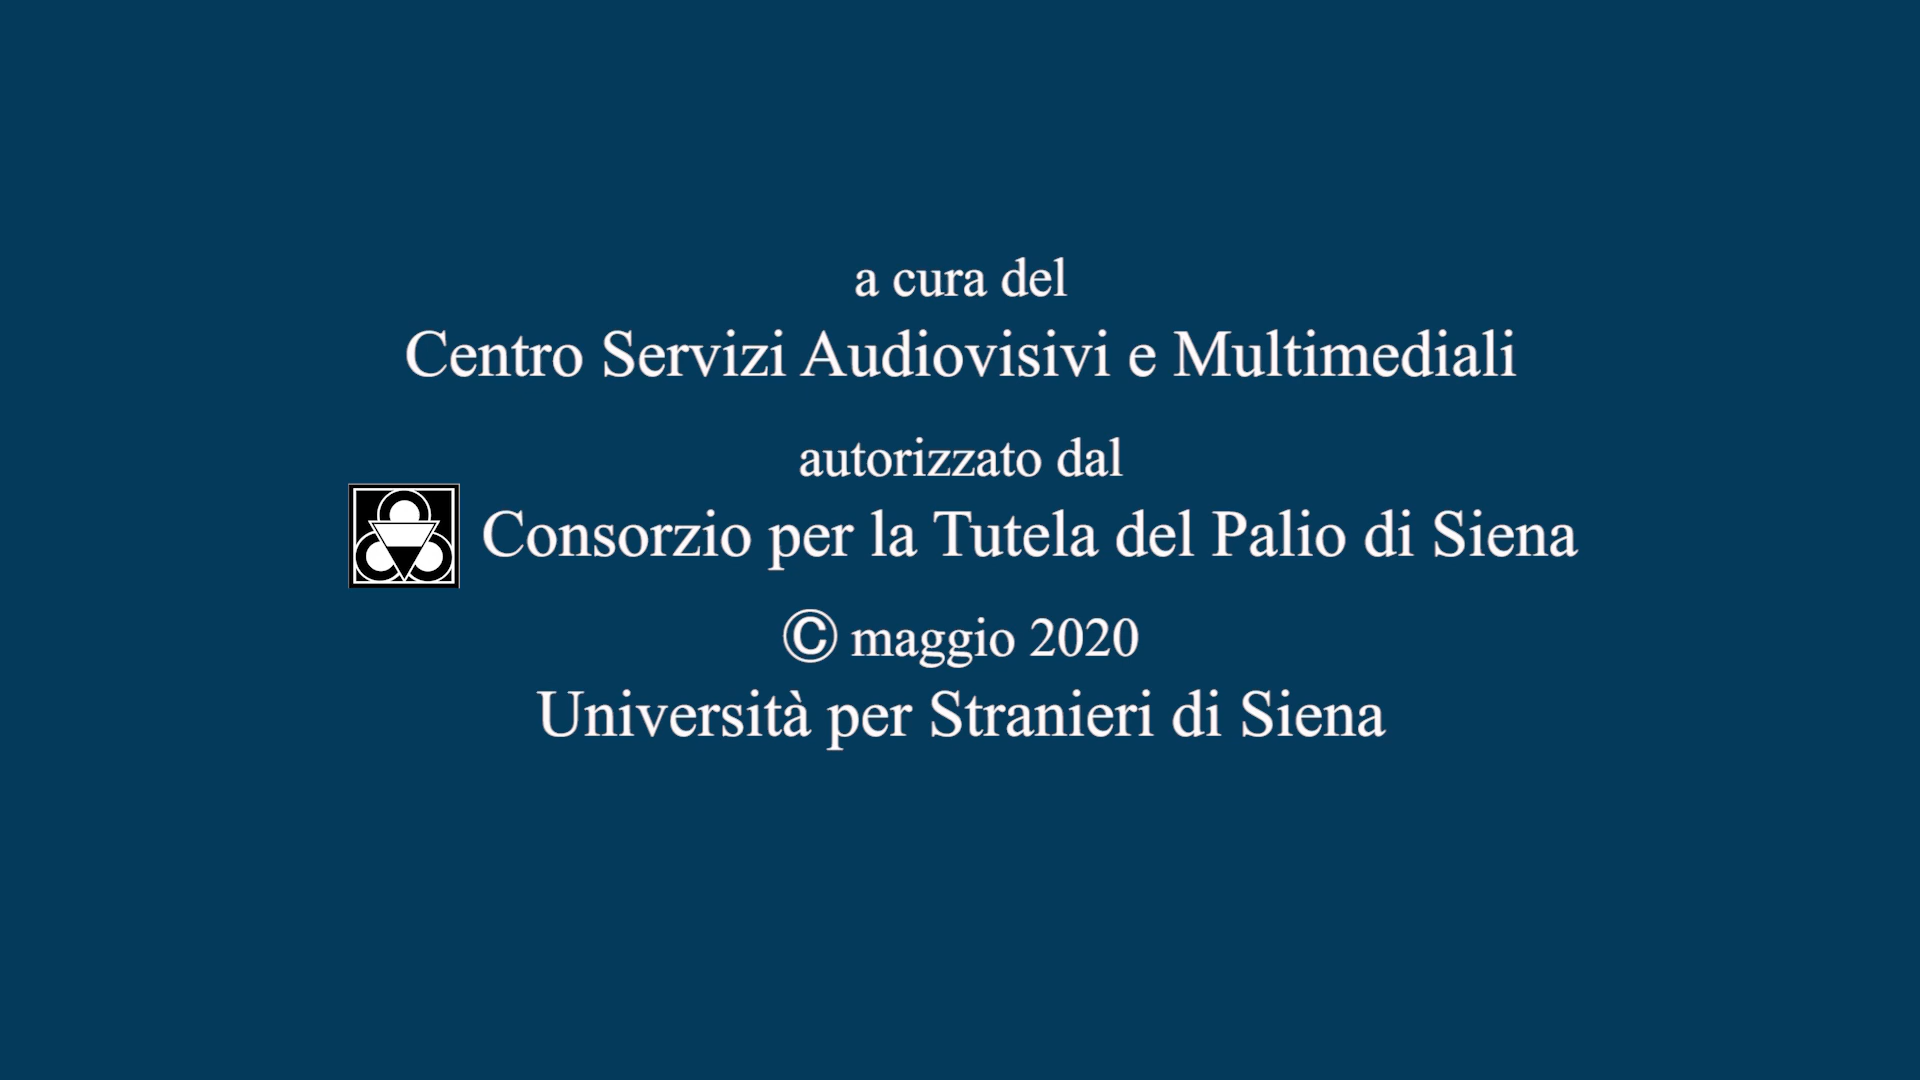 a cura del
Centro Servizi Audiovisivi e Multimediali
autorizzato dal
Consorzio per la Tutela del Palio di Siena
© maggio 2020
Università per Stranieri di Siena